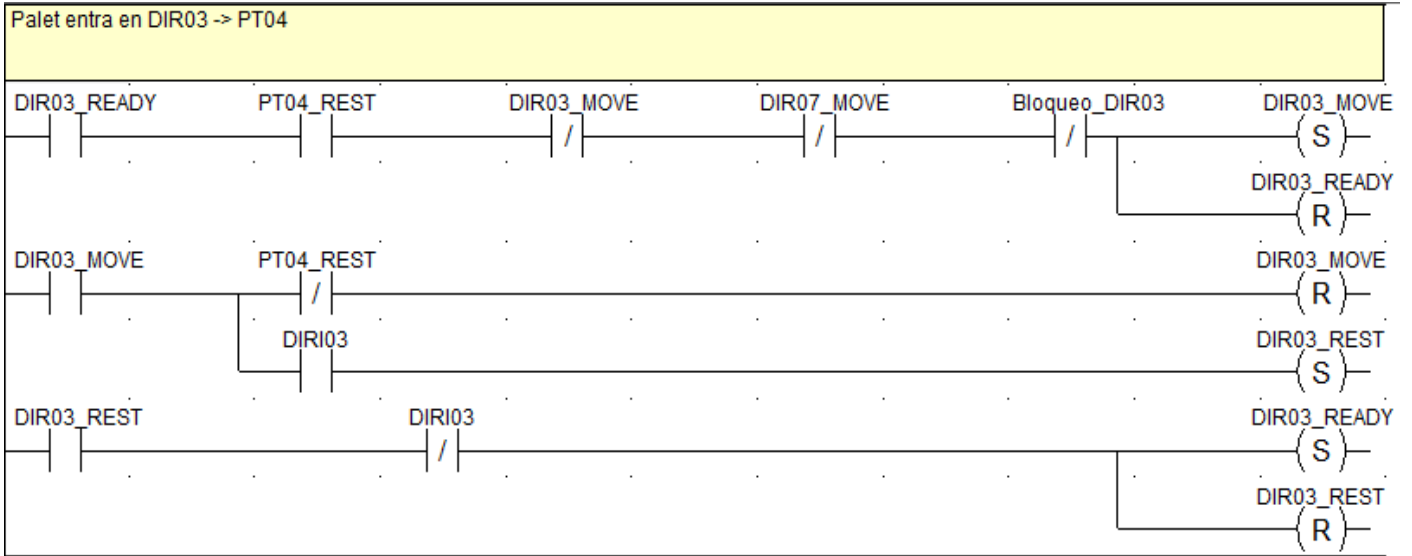 Palet entra en DIR03 -> PT04
DIR03_READY PT04_REST DIR03_MOVE DIR07_MOVE Bloqueo_DIR03 DIR03_MOVE
/ / / S
DIR03_READY
R
DIR03_MOVE PT04_REST DIR03_MOVE
/ R
DIRI03 DIR03_REST
S
DIR03_REST DIRI03 DIR03_READY
/ S
DIR03_REST
R